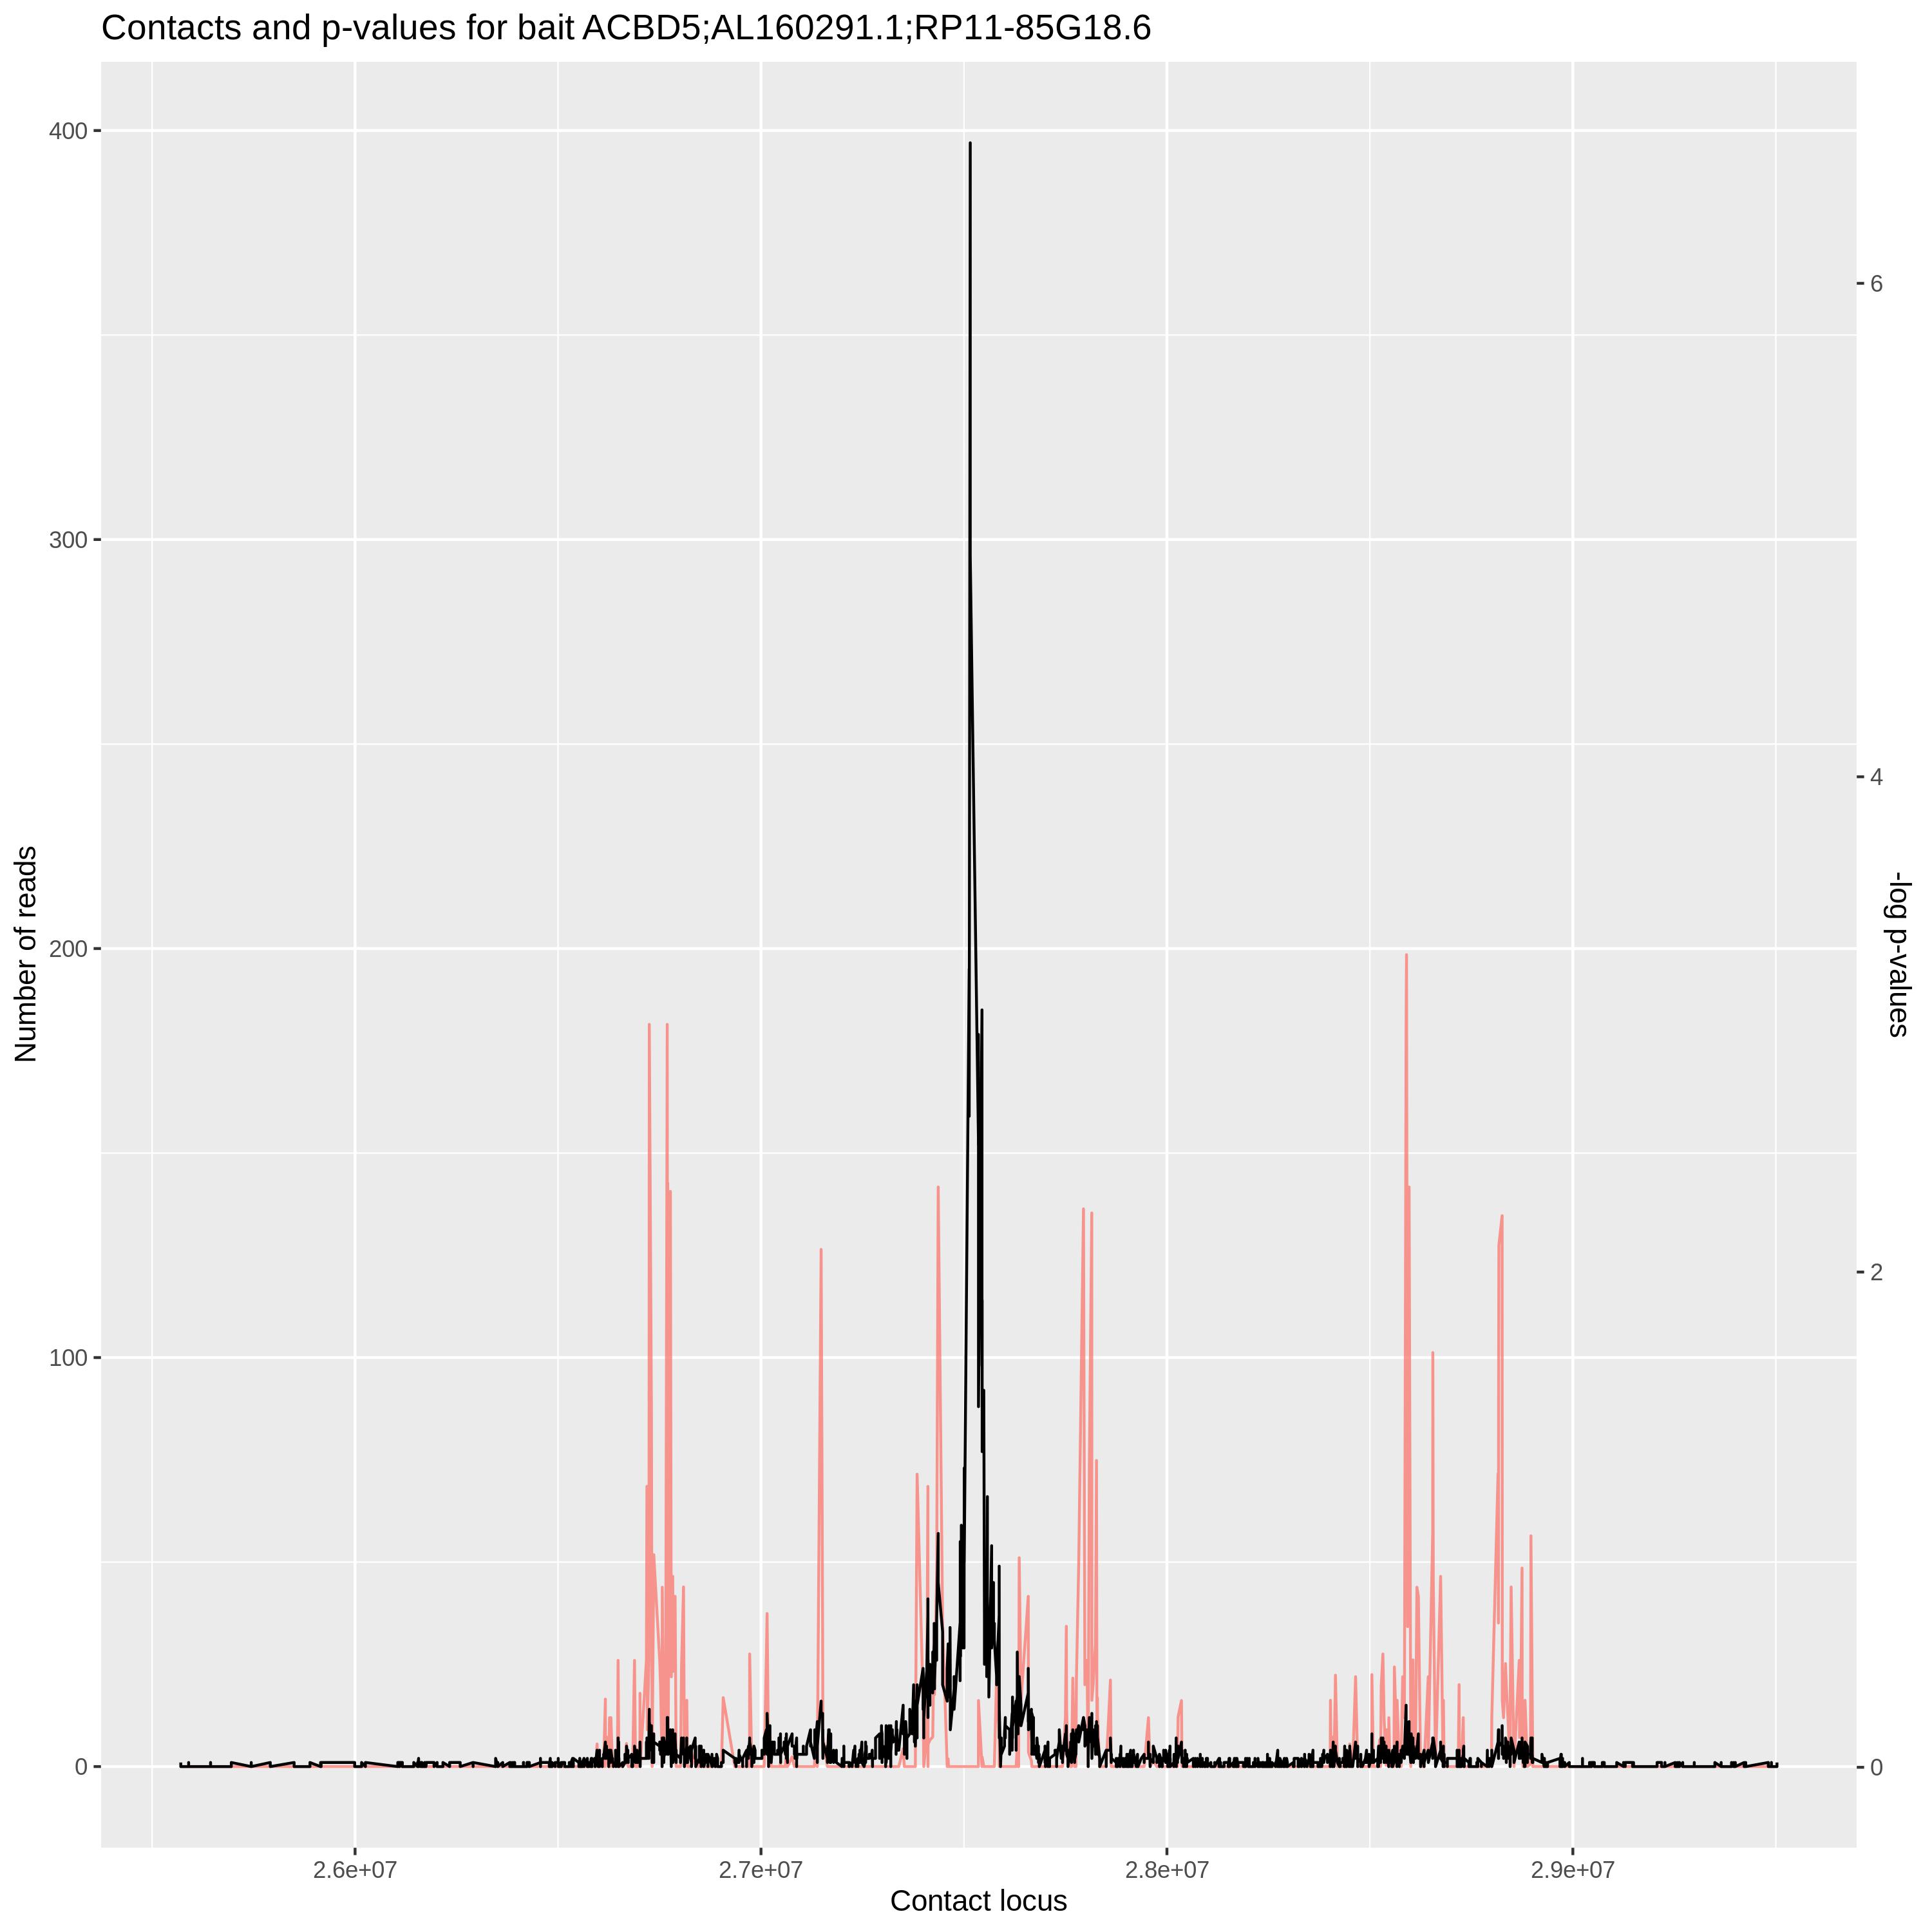 Contacts and p-values for bait ACBD5;AL160291.1;RP11-85G18.6
400
300
200
100
0
Number of reads
6
4
2
0
-log p-values
2.6e+07
2.7e+07
2.8e+07
2.9e+07
Contact locus